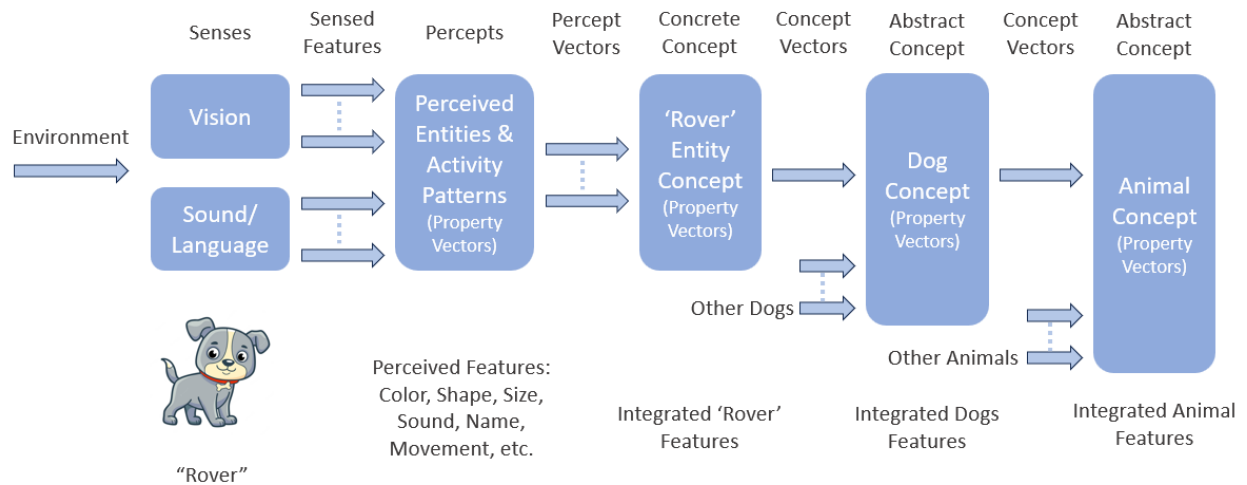 Senses
Sensed
Features
Percepts
Percept
Vectors
Concrete
Concept
Concept
Vectors
Abstract
Concept
Concept
Vectors
Abstract
Concept
Environment
Vision
Sound/
Language
Perceived
Entities &
Activity
Patterns
(Property
Vectors)
‘Rover’
Entity
Concept
(Property
Vectors)
Dog
Concept
(Property
Vectors)
Animal
Concept
(Property
Vectors)
Other Dogs
Other Animals
“Rover”
Perceived Features:
Color, Shape, Size,
Sound, Name,
Movement, etc.
Integrated ‘Rover’
Features
Integrated Dogs
Features
Integrated Animal
Features